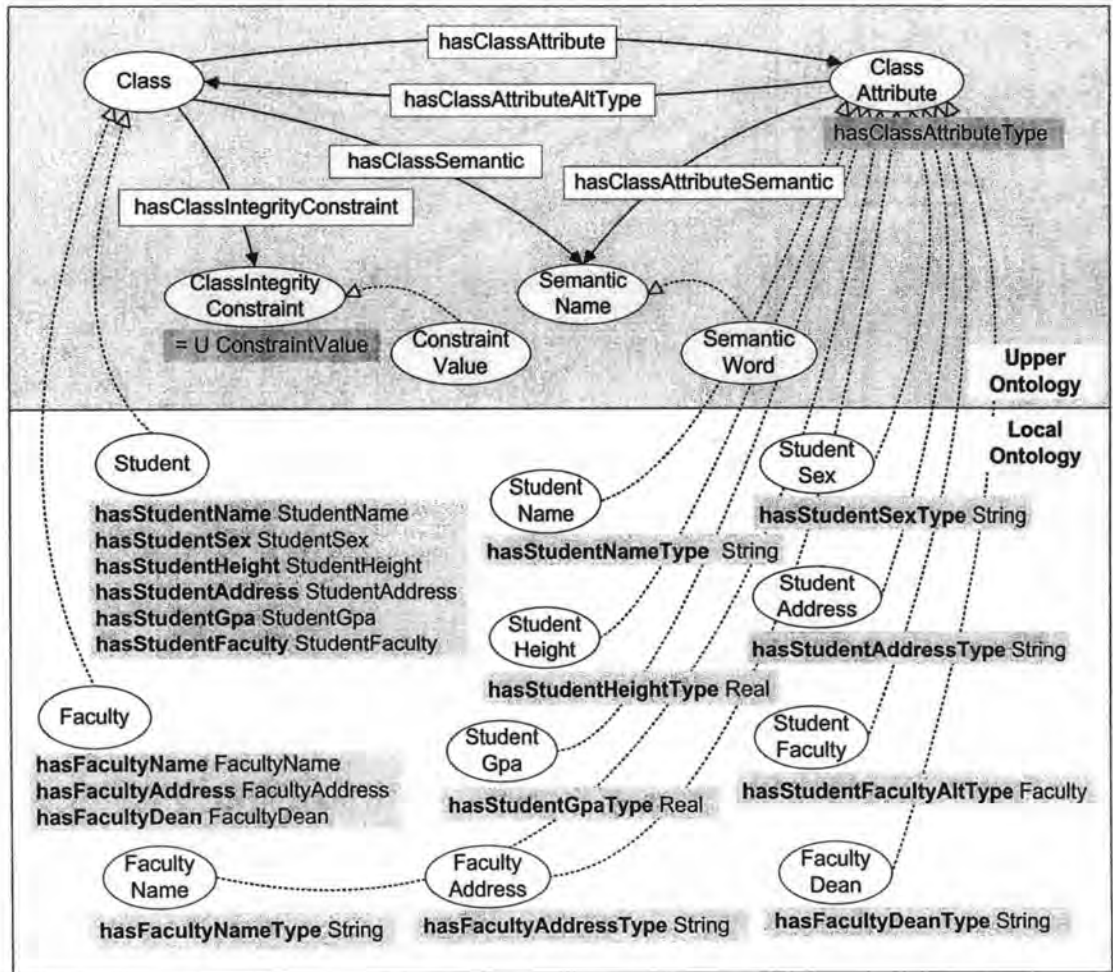 hasClassAttribute
Class
Class
Attribute
hasClassAttributeAltType
hasClassAttributeType
hasClassSemantic
hasClassAttributeSemantic
hasClassIntegrityConstraint
ClassIntegrity
Constraint
Semantic
Name
= U ConstraintValue
Constraint
Value
Semantic
Word
Upper
Ontology
Local
Ontology
Student
hasStudentName StudentName
hasStudentSex StudentSex
hasStudentHeight StudentHeight
hasStudentAddress StudentAddress
hasStudentGpa StudentGpa
hasStudentFaculty StudentFaculty
Student
Name
hasStudentNameType String
Student
Sex
hasStudentSexType String
Student
Height
hasStudentHeightType Real
Student
Address
hasStudentAddressType String
Faculty
hasFacultyName FacultyName
hasFacultyAddress FacultyAddress
hasFacultyDean FacultyDean
Student
Gpa
hasStudentGpaType Real
Student
Faculty
hasStudentFacultyAltType Faculty
Faculty
Name
hasFacultyNameType String
Faculty
Address
hasFacultyAddressType String
Faculty
Dean
hasFacultyDeanType String